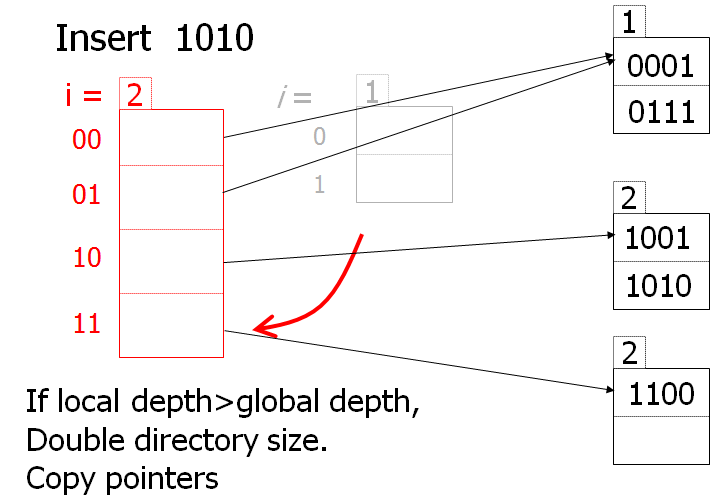 Insert 1010
1
0001
0111
i = 2
00
01
10
11
i = 1
0
1
2
1001
1010
2
1100
If local depth>global depth,
Double directory size.
Copy pointers